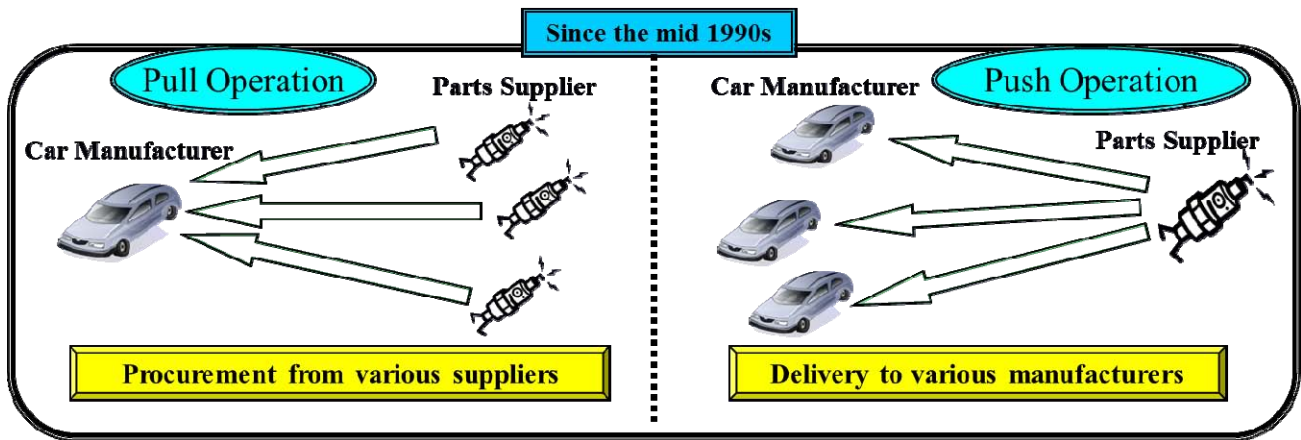 Since the mid 1990s
Pull Operation
Parts Supplier
Car Manufacturer
Procurement from various suppliers
Car Manufacturer
Push Operation
Parts Supplier
Delivery to various manufacturers